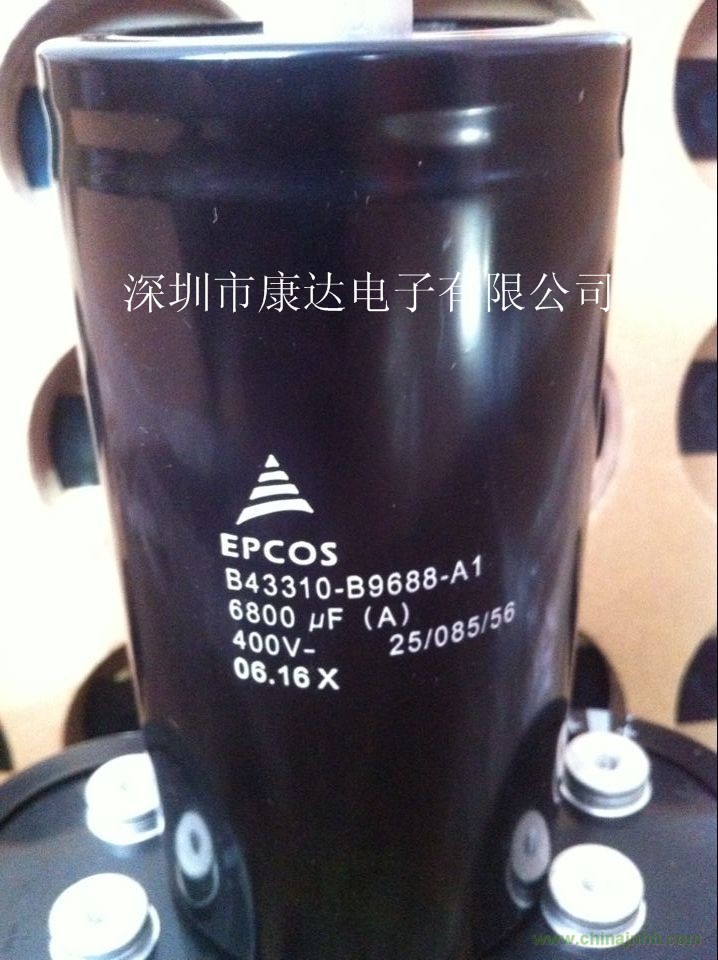 深圳市康达电子有限公司
EPCOS
B43310-B9688-A1
6800 µF (A)
400V- 25/085/56
06.16 X